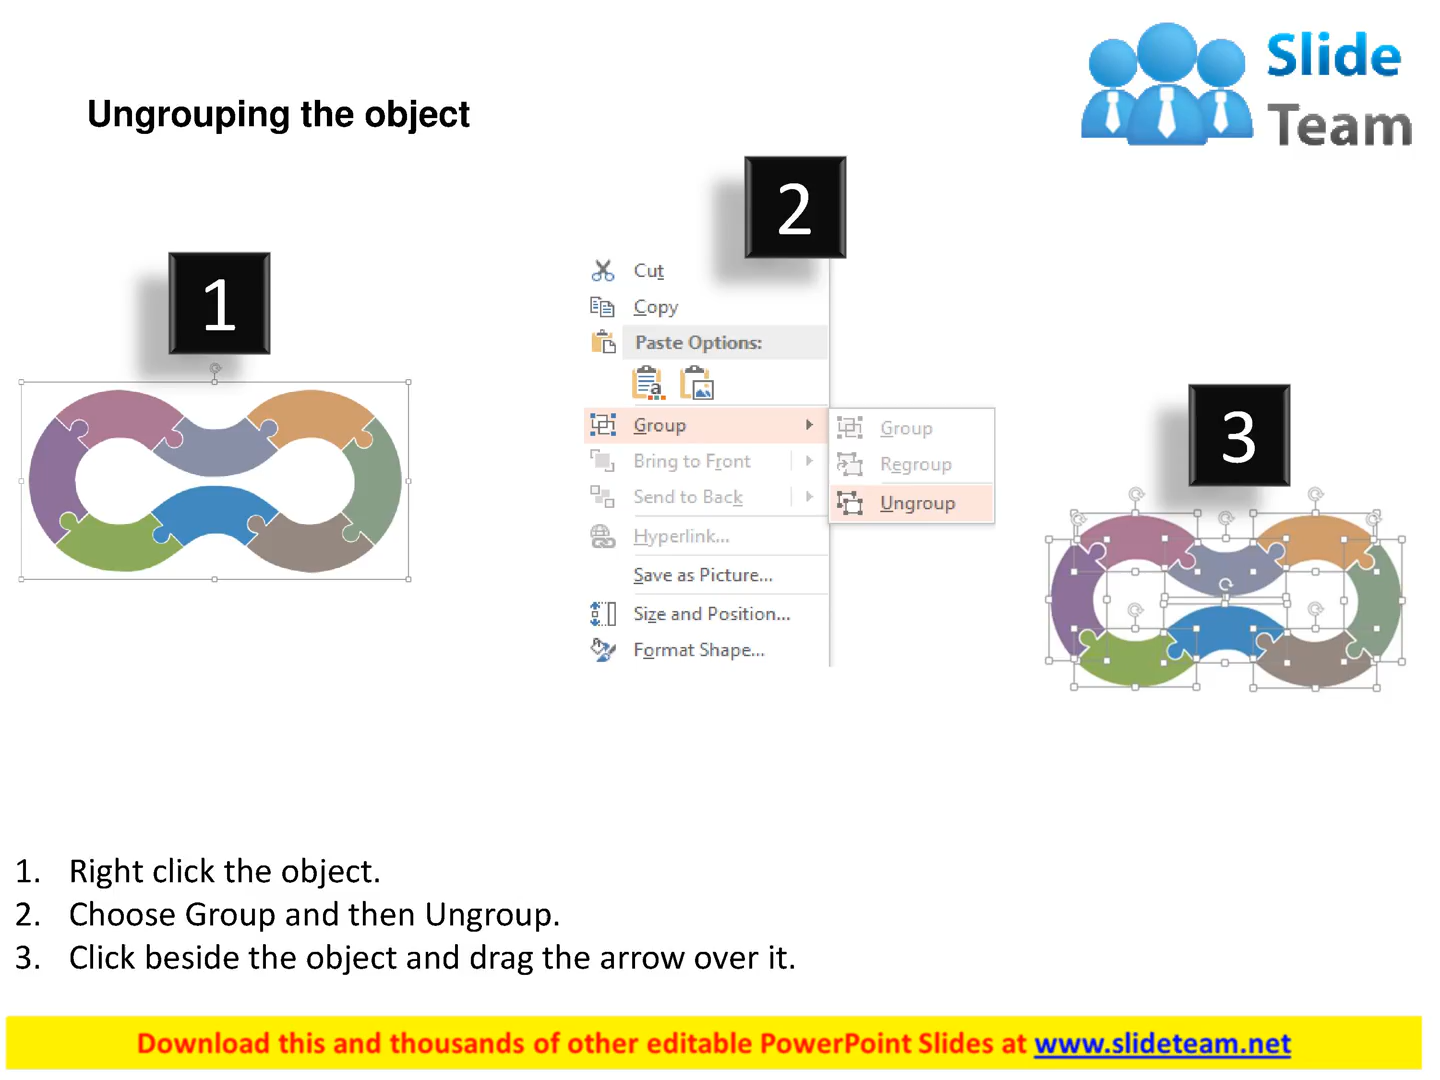 Slide
Team
Ungrouping the object
1
2
3
Cut
Copy
Paste Options:
a
Group
Bring to Front
Send to Back
Hyperlink...
Save as Picture...
Size and Position...
Format Shape...
Group
Regroup
Ungroup
1. Right click the object.
2. Choose Group and then Ungroup.
3. Click beside the object and drag the arrow over it.
Download this and thousands of other editable PowerPoint Slides at www.slideteam.net